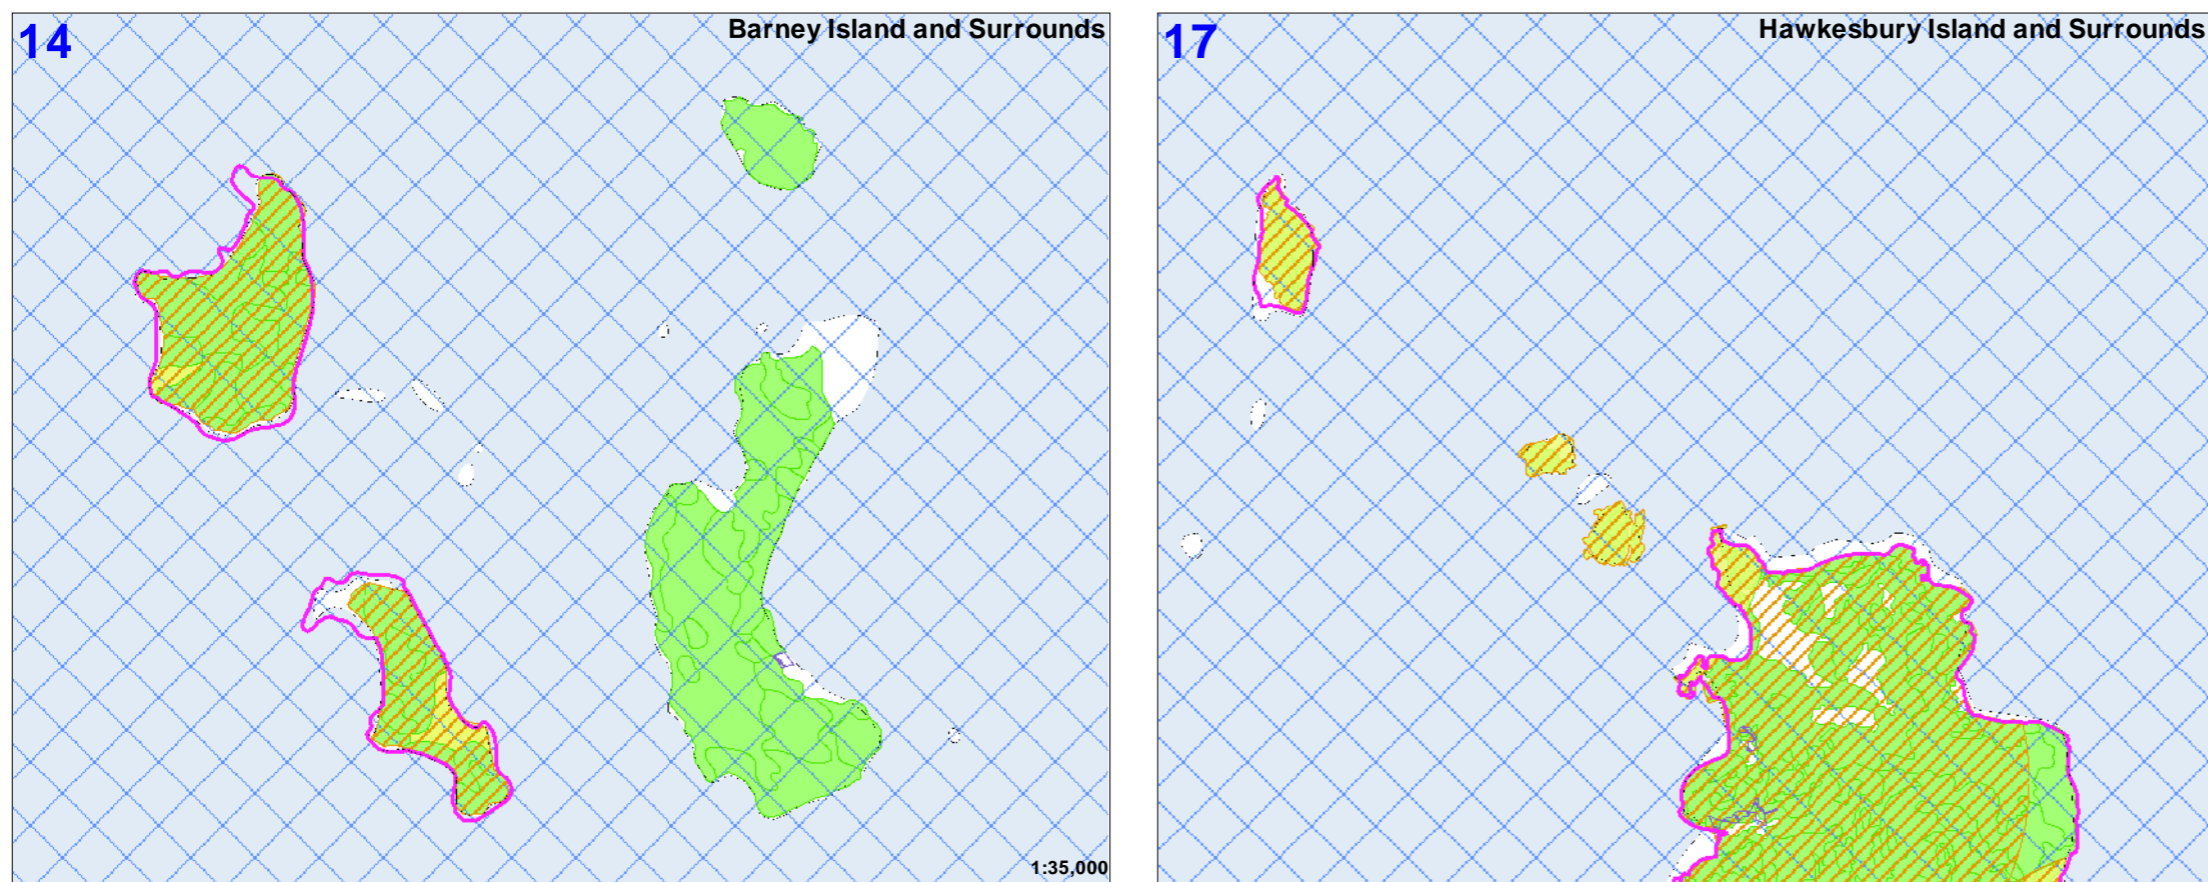 14
Barney Island and Surrounds
1:35,000
17
Hawkesbury Island and Surrounds